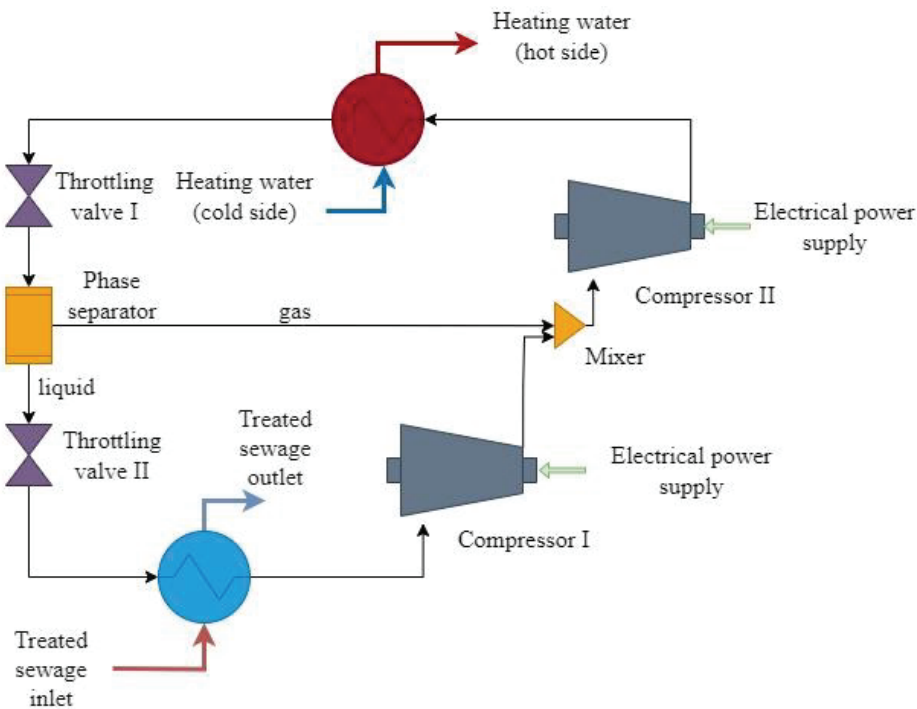 Heating water
(hot side)
Throttling
valve I
Heating water
(cold side)
Electrical power
supply
Compressor II
Phase
separator
gas
Mixer
liquid
Throttling
valve II
Treated
sewage
outlet
Electrical power
supply
Compressor I
Treated
sewage
inlet